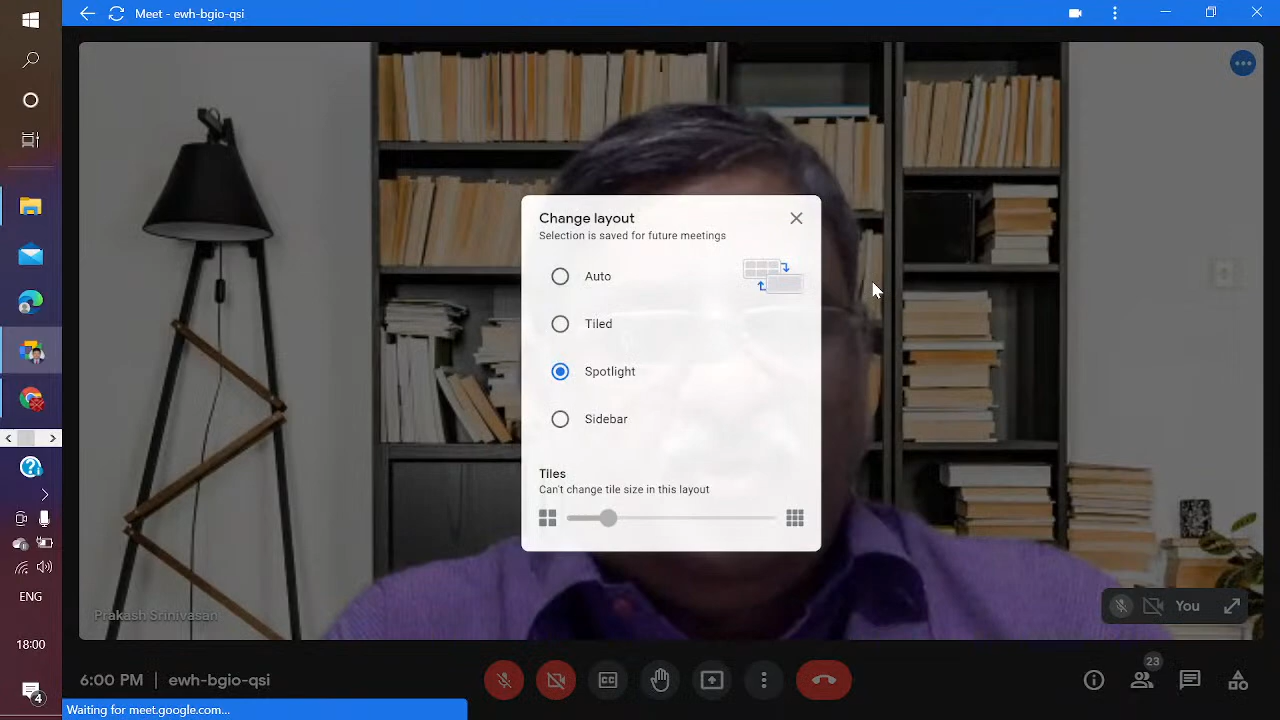 Meet - ewh-bgio-qsi
Change layout
Selection is saved for future meetings
Auto
Tiled
Spotlight
Sidebar
Tiles
Can't change tile size in this layout
Prakash Srinivasan
You
ENG
18:00
4
6:00 PM
ewh-bgio-qsi
CC
23
Waiting for meet.google.com...